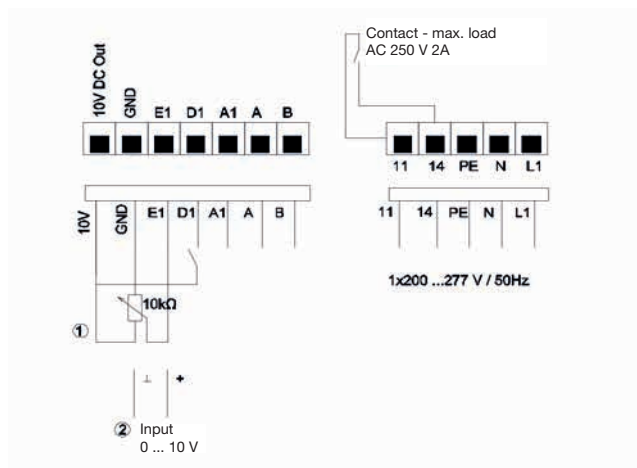 Contact - max. load
AC 250 V 2A
10V DC Out
GND
E1 D1 A1 A B
11 14 PE N L1
10V
GND
E1 D1 A1 A B
11 14 PE N L1
1x200 ...277 V / 50Hz
10kΩ
①
⊥ +
② Input
0 ... 10 V